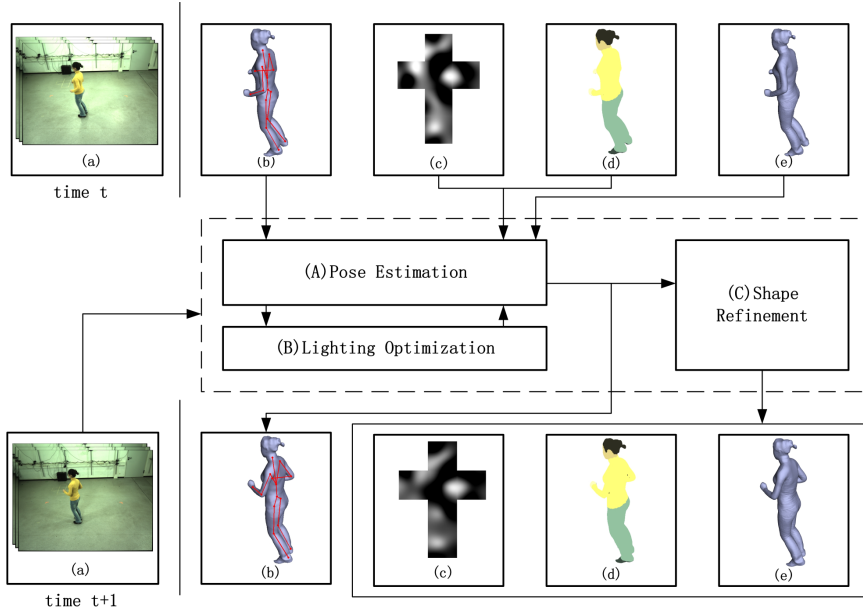 (a)
(b)
(c)
(d)
(e)
time t
(A)Pose Estimation
(B)Lighting Optimization
(C)Shape
Refinement
(a)
(b)
(c)
(d)
(e)
time t+1